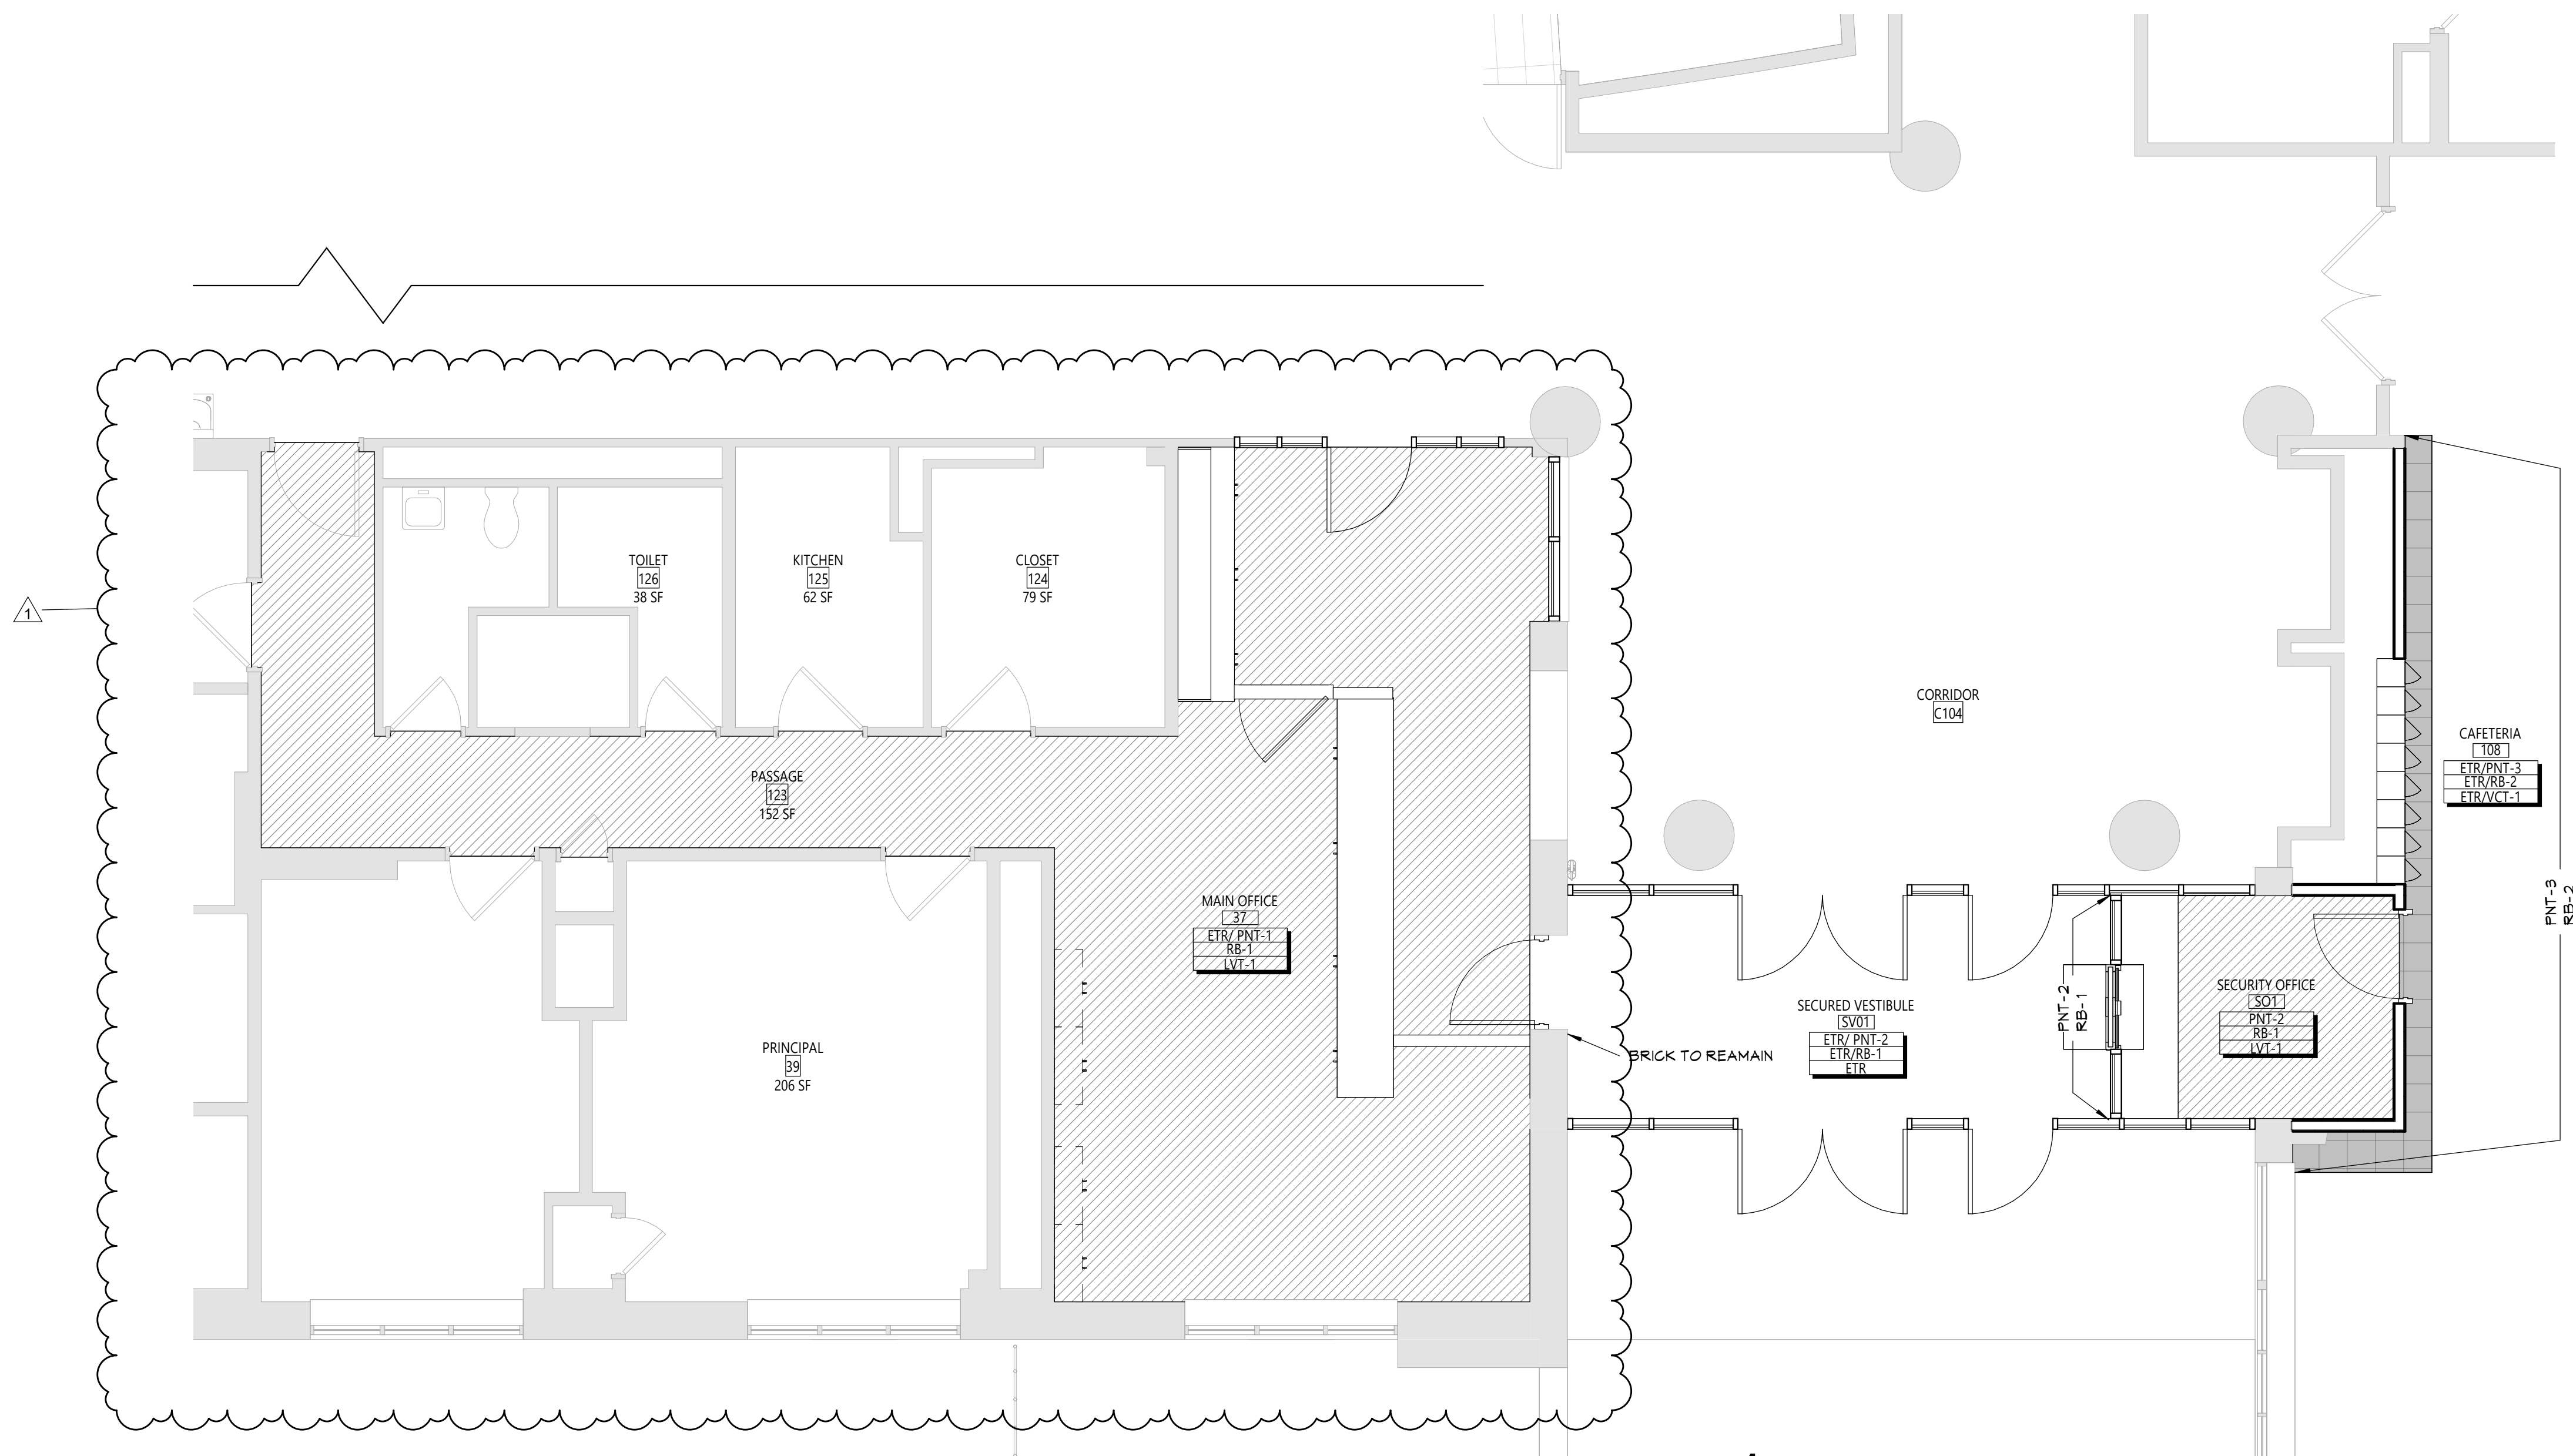 TOILET
126
38 SF
KITCHEN
125
62 SF
CLOSET
124
79 SF
1
CORRIDOR
C104
CAFETERIA
108
ETR/PNT-3
ETR/RB-2
ETR/VCT-1
PASSAGE
123
152 SF
MAIN OFFICE
37
ETR/ PNT-1
RB-1
LVT-1
PNT-3
RB-2
SECURITY OFFICE
SO1
PNT-2
RB-1
LVT-1
PNT-2
RB-1
SECURED VESTIBULE
SV01
ETR/ PNT-2
ETR/RB-1
ETR
PRINCIPAL
39
206 SF
BRICK TO REAMAIN